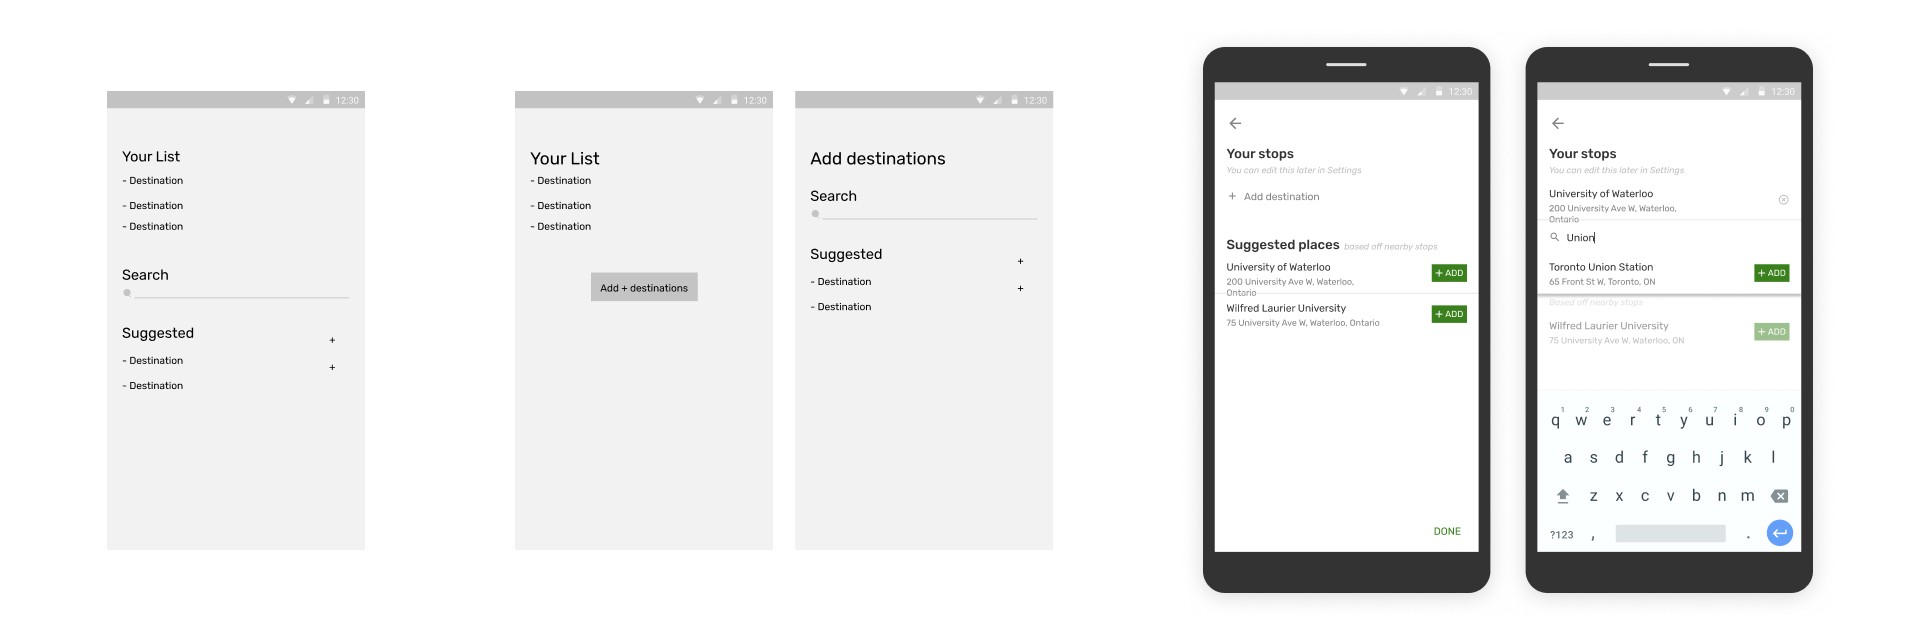 12:30
Your List
- Destination
- Destination
- Destination
Search
Suggested
+
- Destination
+
- Destination
12:30
Your List
- Destination
- Destination
- Destination
Add + destinations
12:30
Add destinations
Search
Suggested
+
- Destination
+
- Destination
12:30
Your stops
You can edit this later in Settings
+ Add destination
Suggested places based off nearby stops
University of Waterloo
200 University Ave W, Waterloo,
Ontario
+ ADD
Wilfred Laurier University
75 University Ave W, Waterloo, Ontario
+ ADD
DONE
12:30
Your stops
You can edit this later in Settings
University of Waterloo
200 University Ave W, Waterloo,
Ontario
Union
Toronto Union Station
65 Front St W, Toronto, ON
+ ADD
Based off nearby stops
Wilfred Laurier University
75 University Ave W, Waterloo, ON
+ ADD
1 2 3 4 5 6 7 8 9 0
q w e r t y u i o p
a s d f g h j k l
z x c v b n m
?123 , .